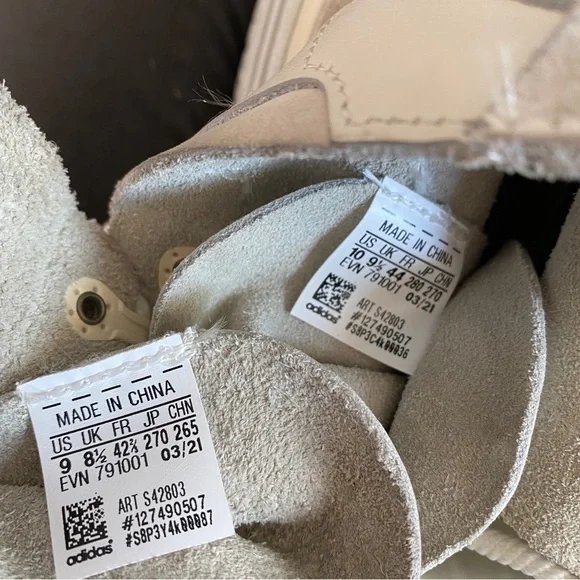 MADE IN CHINA
US UK FR JP CHN
10 9½ 44 280 270
EVN 791001 03/21
ART S42803
#127490507
#S8P3C4k00036
adidas
MADE IN CHINA
US UK FR JP CHN
9 8½ 42⅔ 270 265
EVN 791001 03/21
ART S42803
#127490507
#S8P3Y4k00087
adidas